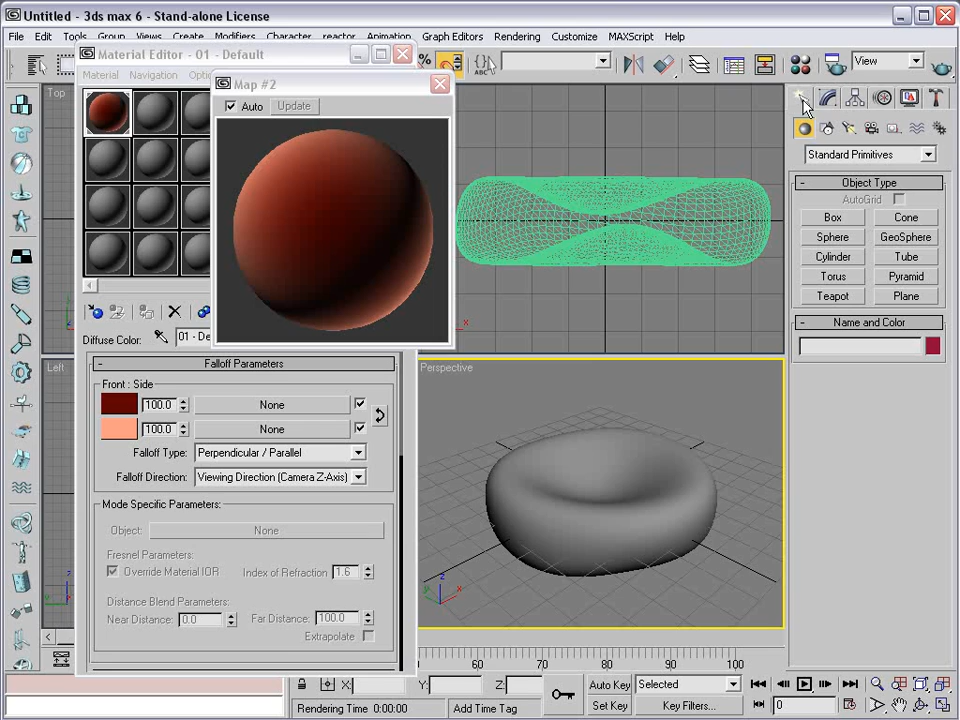 Untitled - 3ds max 6 - Stand-alone License
File Edit Tools Group Views Create Modifiers Character reactor Animation Graph Editors Rendering Customize MAXScript Help
View
Material Editor - 01 - Default
Material Navigation
Map #2
Auto Update
Top
Left
x
Diffuse Color: 01 - De
Falloff Parameters
Front : Side
100.0 None
100.0 None
Falloff Type: Perpendicular / Parallel
Falloff Direction: Viewing Direction (Camera Z-Axis)
Mode Specific Parameters:
Object: None
Fresnel Parameters:
Override Material IOR Index of Refraction 1.6
Distance Blend Parameters:
Near Distance: 0.0 Far Distance: 100.0
Extrapolate
Perspective
z
x
Standard Primitives
Object Type
AutoGrid
Box Cone
Sphere GeoSphere
Cylinder Tube
Torus Pyramid
Teapot Plane
Name and Color
60 70 80 90 100
X: Y: Z:
Auto Key Selected
Set Key Key Filters...
0
Rendering Time 0:00:00 Add Time Tag